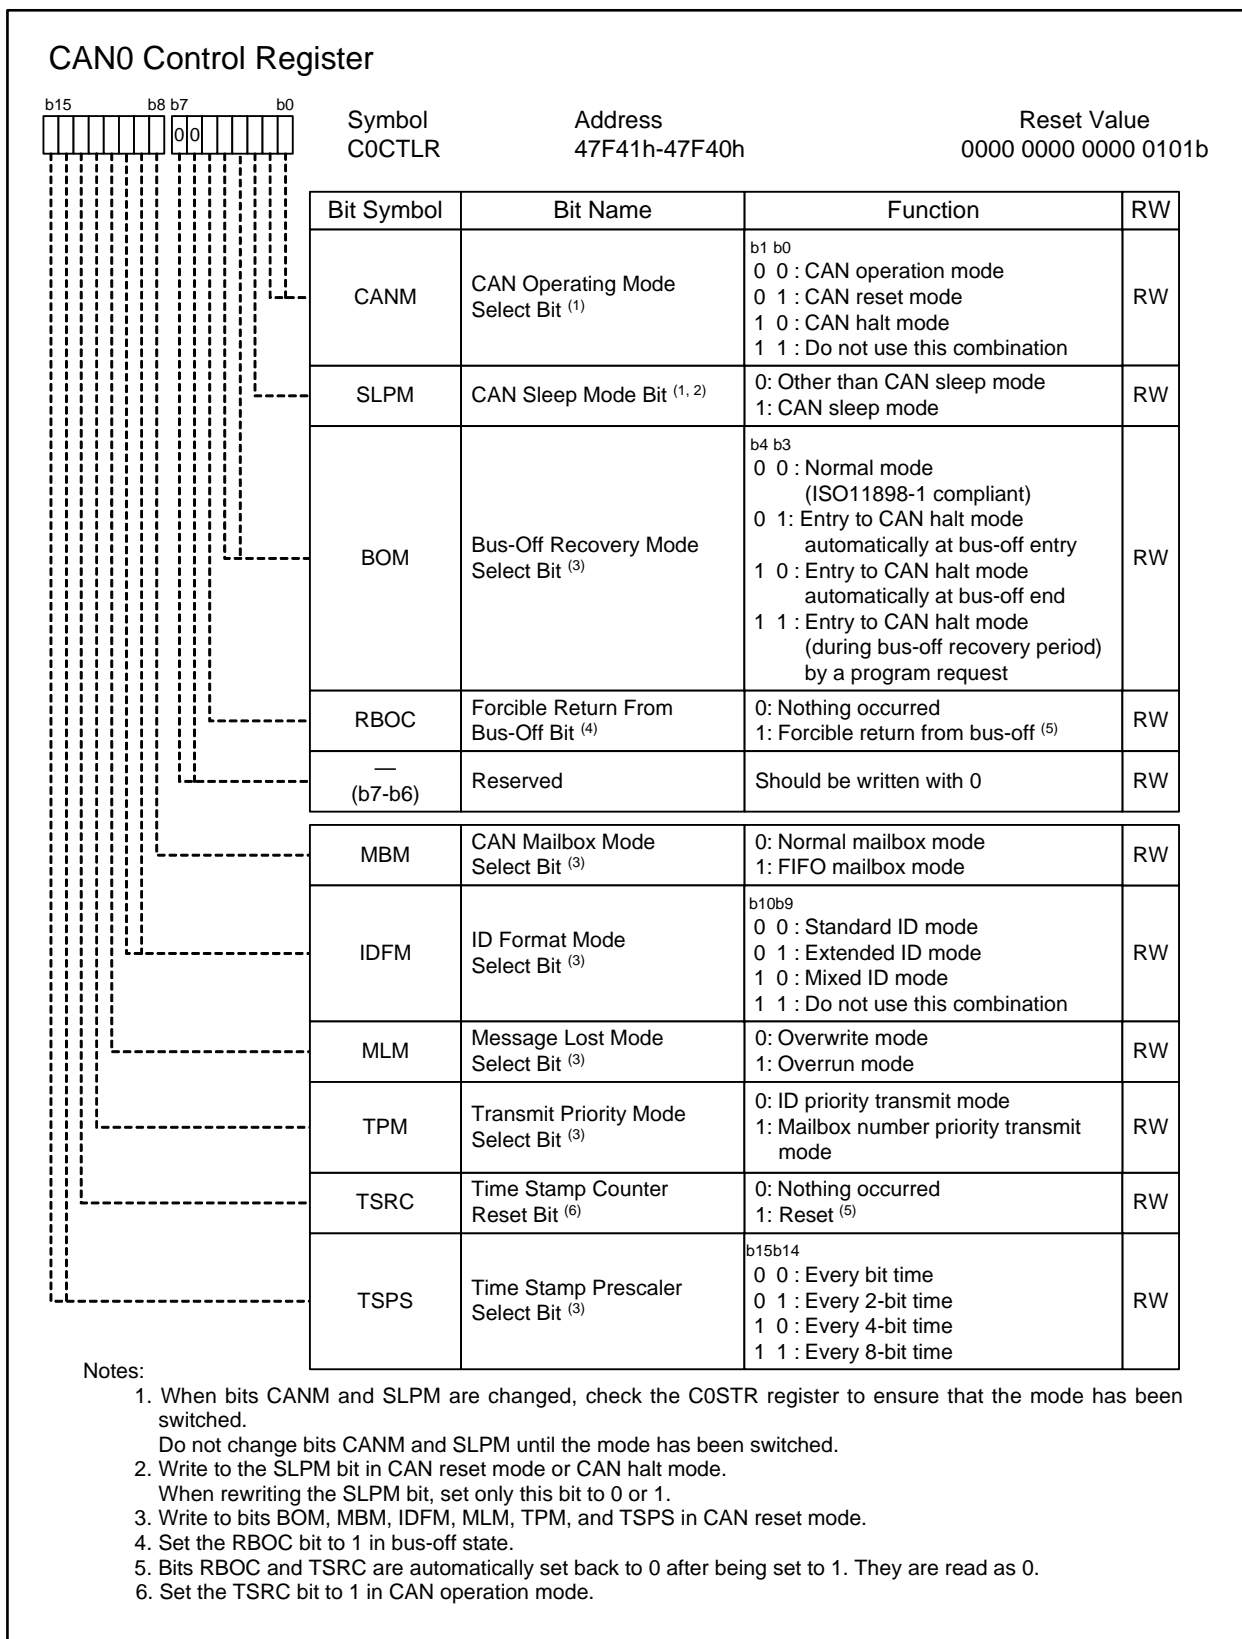 CAN0 Control Register
b15 b8 b7 b0
0 0
Symbol Address Reset Value
C0CTLR 47F41h-47F40h 0000 0000 0000 0101b
Bit Symbol Bit Name Function RW
CANM
CAN Operating Mode
Select Bit (1)
b1 b0
0 0 : CAN operation mode
0 1 : CAN reset mode
1 0 : CAN halt mode
1 1 : Do not use this combination
RW
SLPM
CAN Sleep Mode Bit (1, 2)
0: Other than CAN sleep mode
1: CAN sleep mode
RW
BOM
Bus-Off Recovery Mode
Select Bit (3)
b4 b3
0 0 : Normal mode
(ISO11898-1 compliant)
0 1: Entry to CAN halt mode
automatically at bus-off entry
1 0 : Entry to CAN halt mode
automatically at bus-off end
1 1 : Entry to CAN halt mode
(during bus-off recovery period)
by a program request
RW
RBOC
Forcible Return From
Bus-Off Bit (4)
0: Nothing occurred
1: Forcible return from bus-off (5)
RW
—
(b7-b6)
Reserved
Should be written with 0
RW
MBM
CAN Mailbox Mode
Select Bit (3)
0: Normal mailbox mode
1: FIFO mailbox mode
RW
IDFM
ID Format Mode
Select Bit (3)
b10b9
0 0 : Standard ID mode
0 1 : Extended ID mode
1 0 : Mixed ID mode
1 1 : Do not use this combination
RW
MLM
Message Lost Mode
Select Bit (3)
0: Overwrite mode
1: Overrun mode
RW
TPM
Transmit Priority Mode
Select Bit (3)
0: ID priority transmit mode
1: Mailbox number priority transmit
mode
RW
TSRC
Time Stamp Counter
Reset Bit (6)
0: Nothing occurred
1: Reset (5)
RW
TSPS
Time Stamp Prescaler
Select Bit (3)
b15b14
0 0 : Every bit time
0 1 : Every 2-bit time
1 0 : Every 4-bit time
1 1 : Every 8-bit time
RW
Notes:
1. When bits CANM and SLPM are changed, check the C0STR register to ensure that the mode has been
switched.
Do not change bits CANM and SLPM until the mode has been switched.
2. Write to the SLPM bit in CAN reset mode or CAN halt mode.
When rewriting the SLPM bit, set only this bit to 0 or 1.
3. Write to bits BOM, MBM, IDFM, MLM, TPM, and TSPS in CAN reset mode.
4. Set the RBOC bit to 1 in bus-off state.
5. Bits RBOC and TSRC are automatically set back to 0 after being set to 1. They are read as 0.
6. Set the TSRC bit to 1 in CAN operation mode.